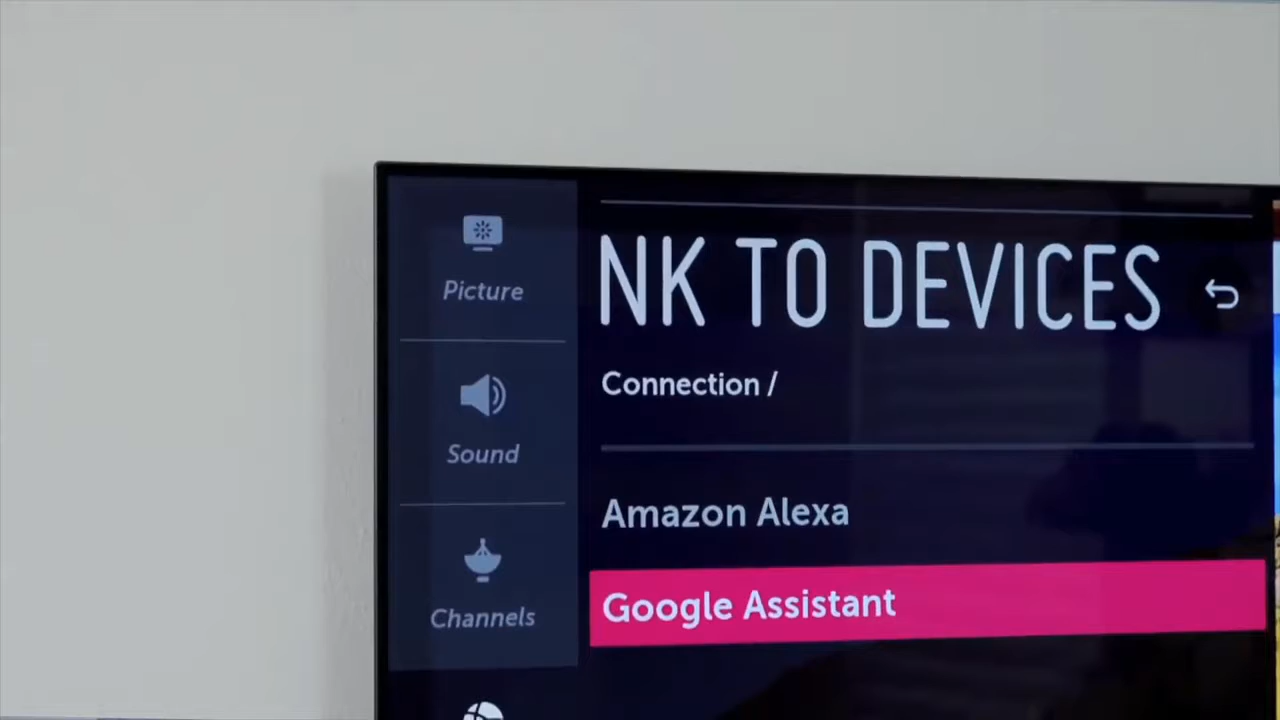 Picture
Sound
Channels
NK TO DEVICES
Connection /
Amazon Alexa
Google Assistant